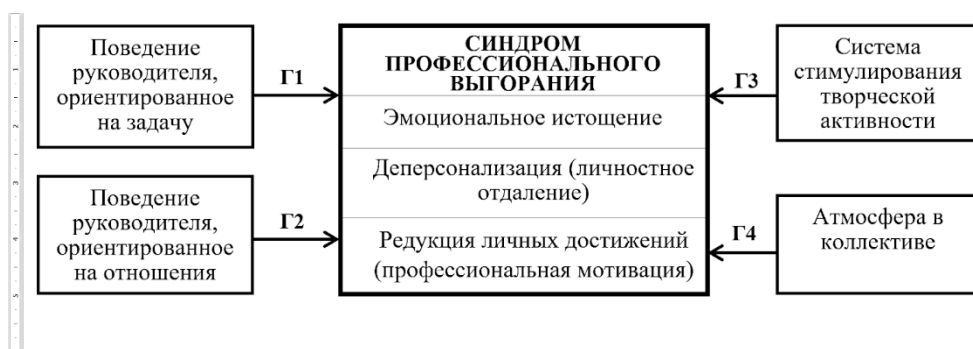 Поведение
руководителя,
ориентированное
на задачу
Г1
Поведение
руководителя,
ориентированное
на отношения
Г2
СИНДРОМ
ПРОФЕССИОНАЛЬНОГО
ВЫГОРАНИЯ
Эмоциональное истощение
Деперсонализация (личностное
отдаление)
Редукция личных достижений
(профессиональная мотивация)
Г3
Система
стимулирования
творческой
активности
Г4
Атмосфера в
коллективе